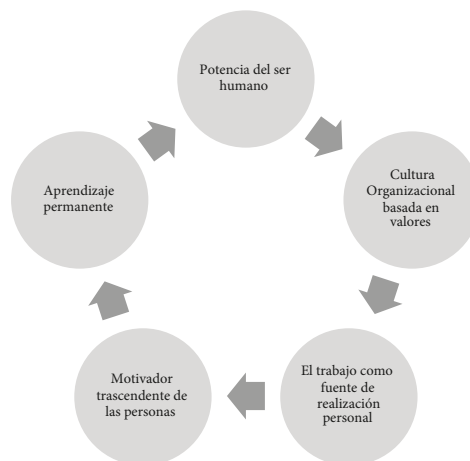 Potencia del ser
humano
Cultura
Organizacional
basada en
valores
El trabajo como
fuente de
realización
personal
Motivador
trascendente de
las personas
Aprendizaje
permanente